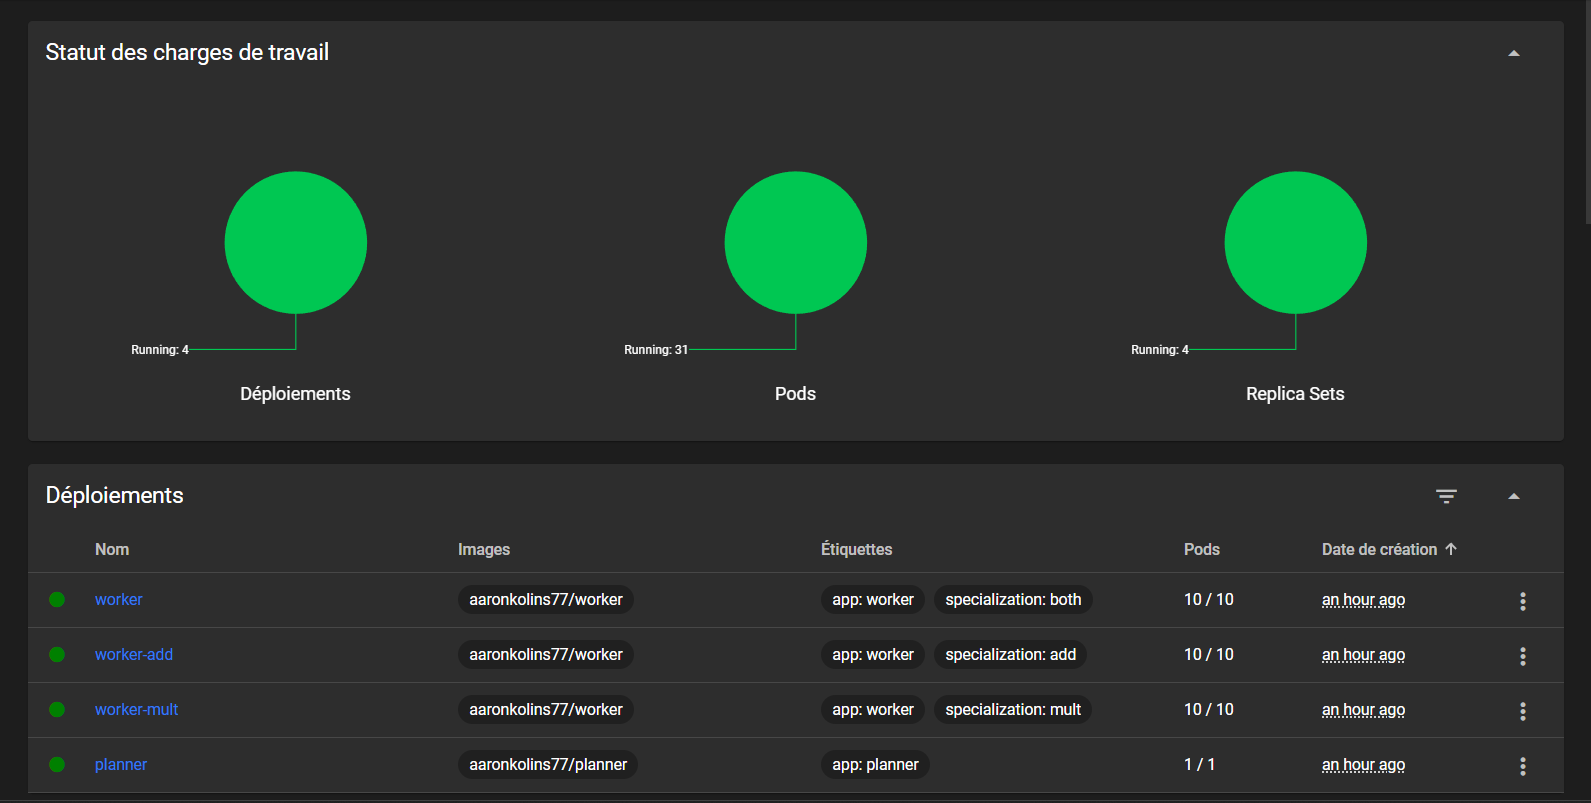 Statut des charges de travail
Running: 4
Running: 31
Running: 4
Déploiements
Pods
Replica Sets
Déploiements
Nom Images Étiquettes Pods Date de création
worker aaronkolins77/worker app: worker specialization: both 10 / 10 an hour ago
worker-add aaronkolins77/worker app: worker specialization: add 10 / 10 an hour ago
worker-mult aaronkolins77/worker app: worker specialization: mult 10 / 10 an hour ago
planner aaronkolins77/planner app: planner 1 / 1 an hour ago